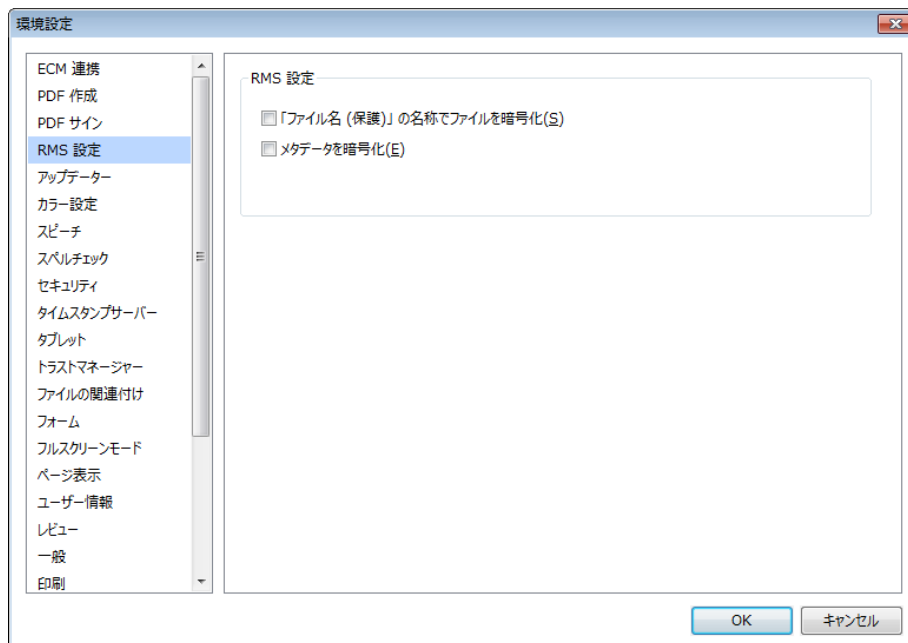 環境設定
ECM 連携
PDF 作成
PDF サイン
RMS 設定
アップデーター
カラー設定
スピーチ
スペルチェック
セキュリティ
タイムスタンプサーバー
タブレット
トラストマネージャー
ファイルの関連付け
フォーム
フルスクリーンモード
ページ表示
ユーザー情報
レビュー
一般
印刷
RMS 設定
「ファイル名 (保護)」の名称でファイルを暗号化(S)
メタデータを暗号化(E)
OK
キャンセル